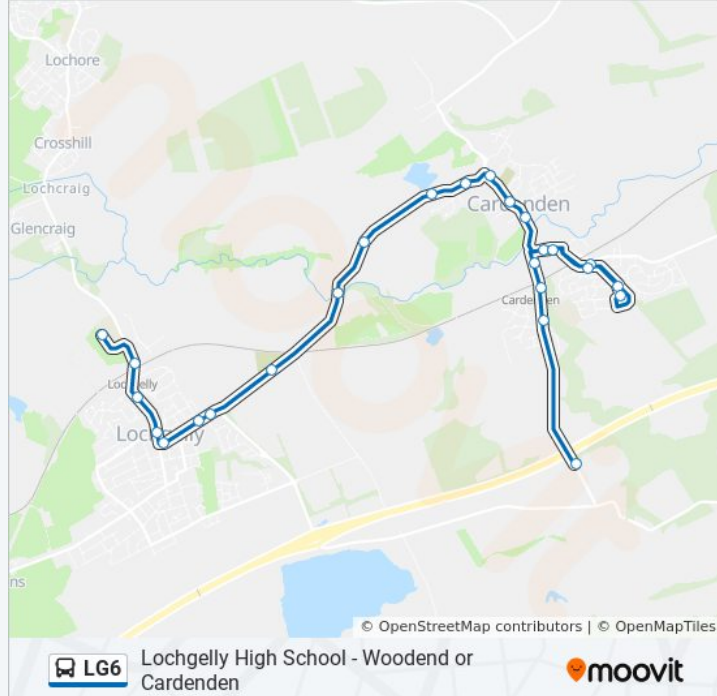 Lochore
Crosshill
Lochcraig
Glencraig
Cardenden
Cardenden
Lochgelly
Lochgelly
ns
© OpenStreetMap contributors | © OpenMapTiles
LG6
Lochgelly High School - Woodend or
Cardenden
moovit